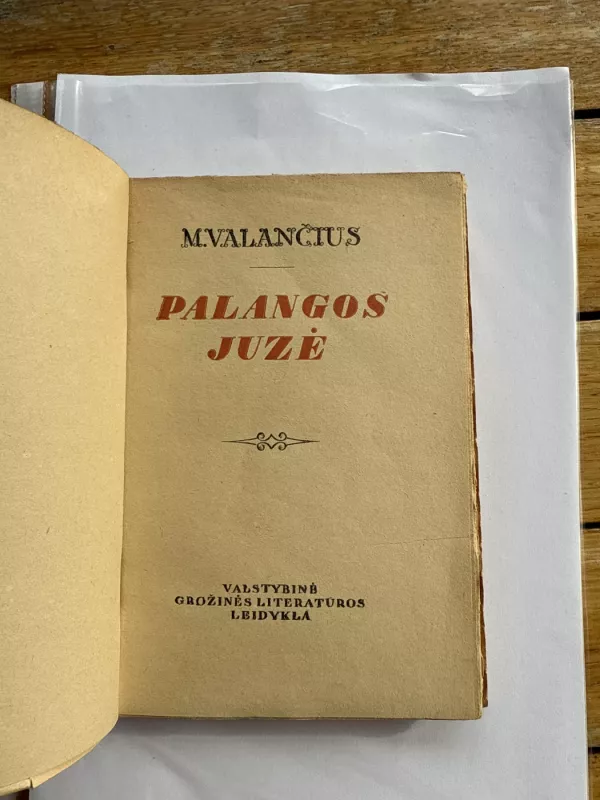 M. VALANČIUS
PALANGOS
JUZĖ
VALSTYBINĖ
GROŽINĖS LITERATŪROS
LEIDYKLA